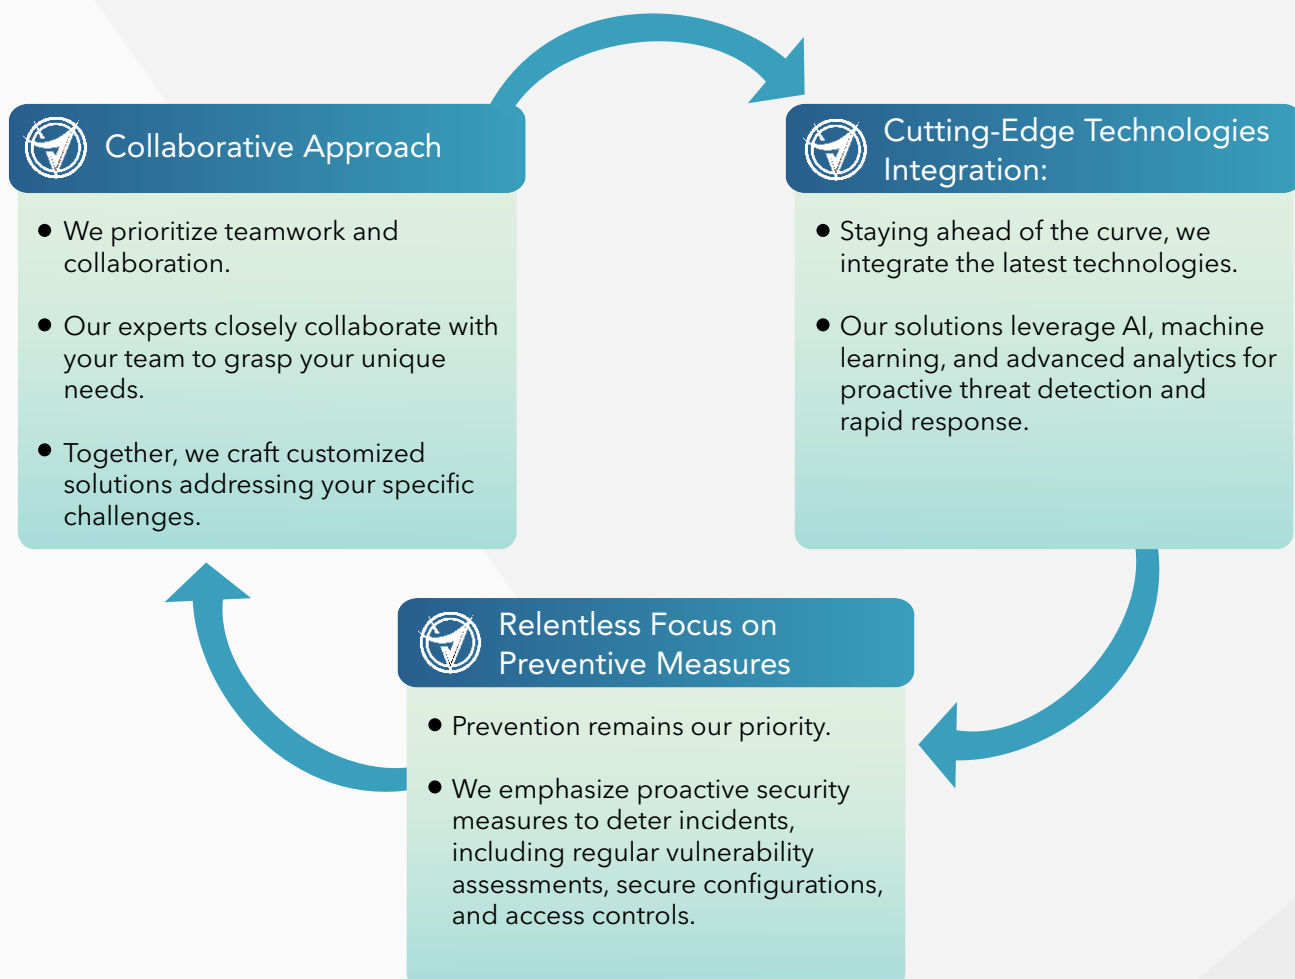 Collaborative Approach
● We prioritize teamwork and
collaboration.
● Our experts closely collaborate with
your team to grasp your unique
needs.
● Together, we craft customized
solutions addressing your specific
challenges.
Cutting-Edge Technologies
Integration:
● Staying ahead of the curve, we
integrate the latest technologies.
● Our solutions leverage AI, machine
learning, and advanced analytics for
proactive threat detection and
rapid response.
Relentless Focus on
Preventive Measures
● Prevention remains our priority.
● We emphasize proactive security
measures to deter incidents,
including regular vulnerability
assessments, secure configurations,
and access controls.